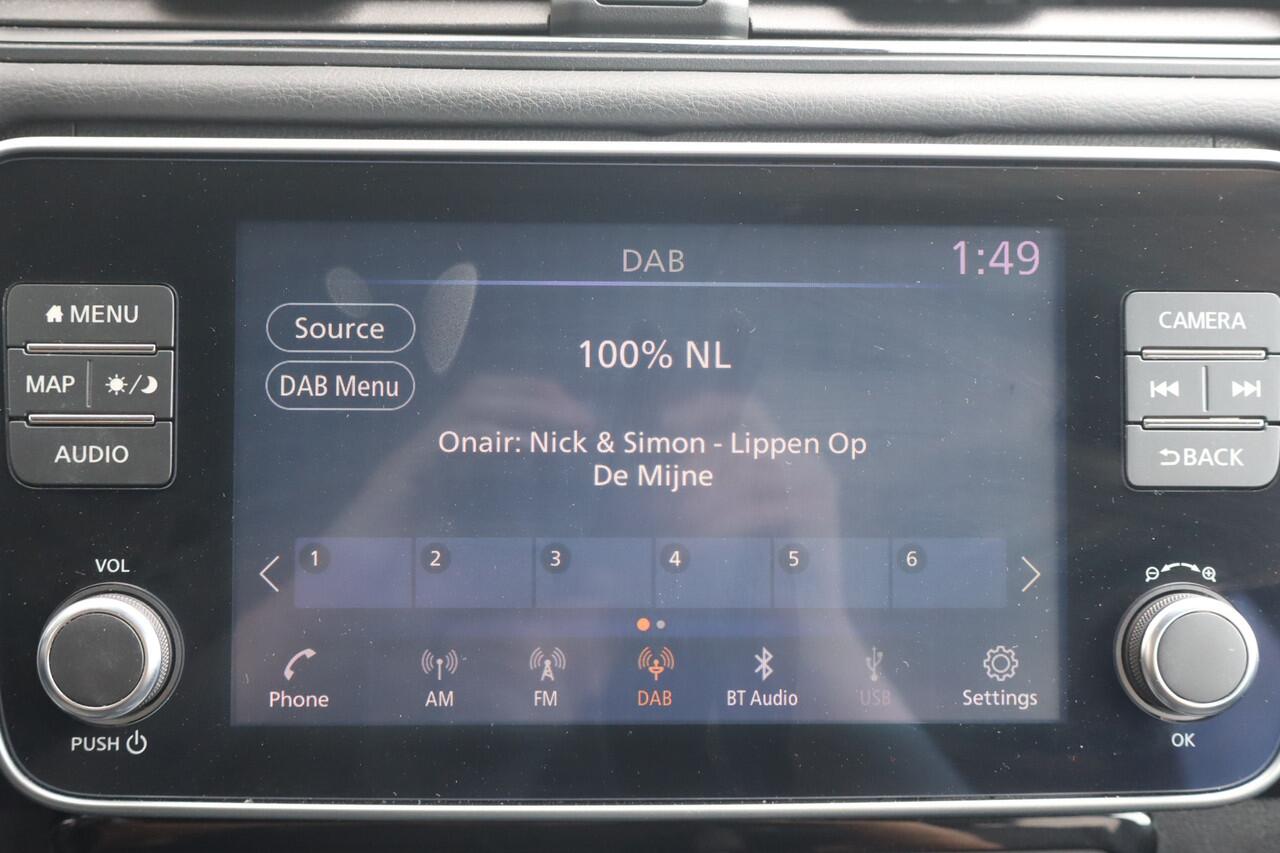 DAB
1:49
MENU
MAP
AUDIO
Source
DAB Menu
100% NL
Onair: Nick & Simon - Lippen Op
De Mijne
CAMERA
BACK
1 2 3 4 5 6
VOL
PUSH
Phone
AM
FM
DAB
BT Audio
USB
Settings
OK